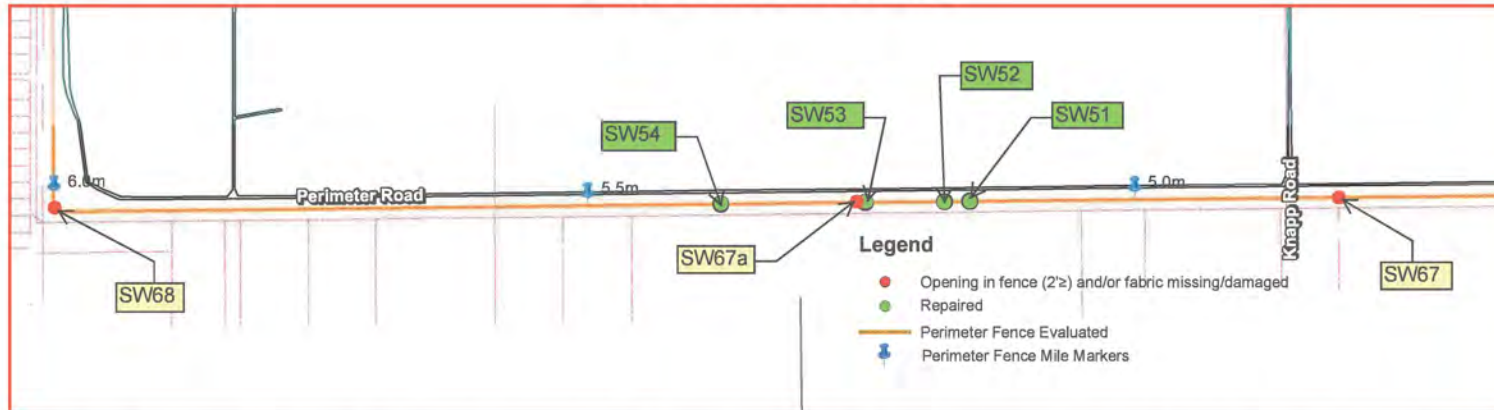 SW52
SW53
SW51
SW54
6.0m
5.5m
5.0m
Perimeter Road
Knapp Road
SW67a
SW67
SW68
Legend
Opening in fence (2'≥) and/or fabric missing/damaged
Repaired
Perimeter Fence Evaluated
Perimeter Fence Mile Markers